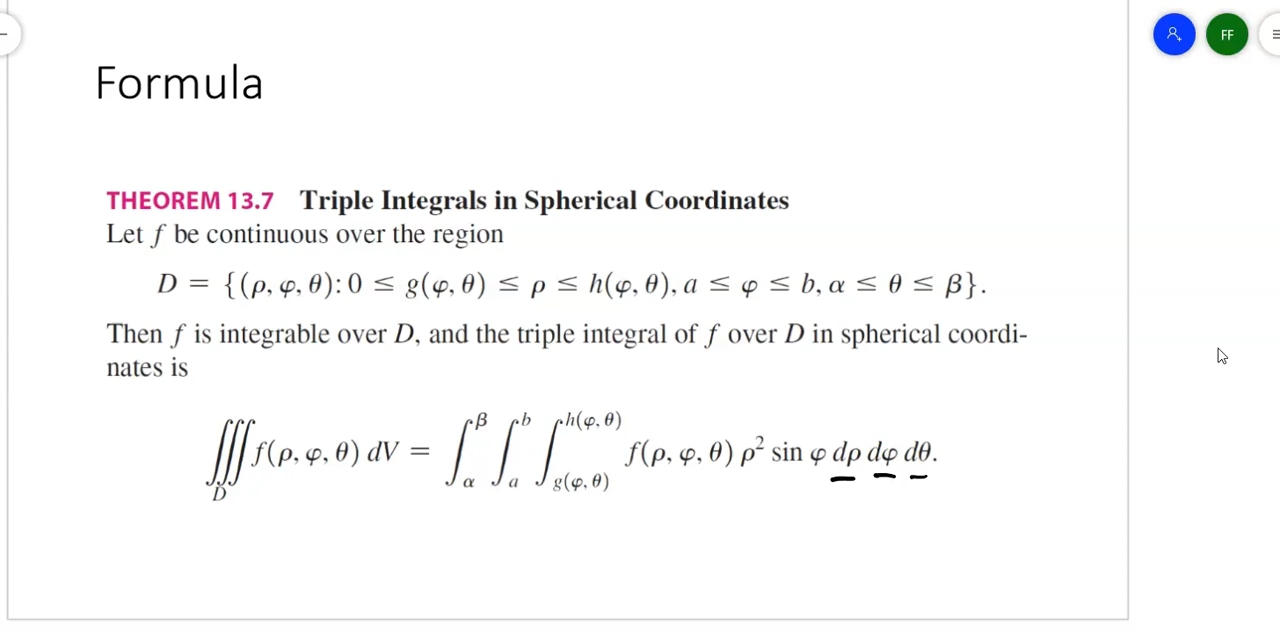 FF
Formula
THEOREM 13.7 Triple Integrals in Spherical Coordinates
Let f be continuous over the region
D = {(ρ, φ, θ): 0 ≤ g(φ, θ) ≤ ρ ≤ h(φ, θ), a ≤ φ ≤ b, α ≤ θ ≤ β}.
Then f is integrable over D, and the triple integral of f over D in spherical coordi-
nates is
∭_D f(ρ, φ, θ) dV = ∫_α^β ∫_a^b ∫_{g(φ, θ)}^{h(φ, θ)} f(ρ, φ, θ) ρ² sin φ dρ dφ dθ.